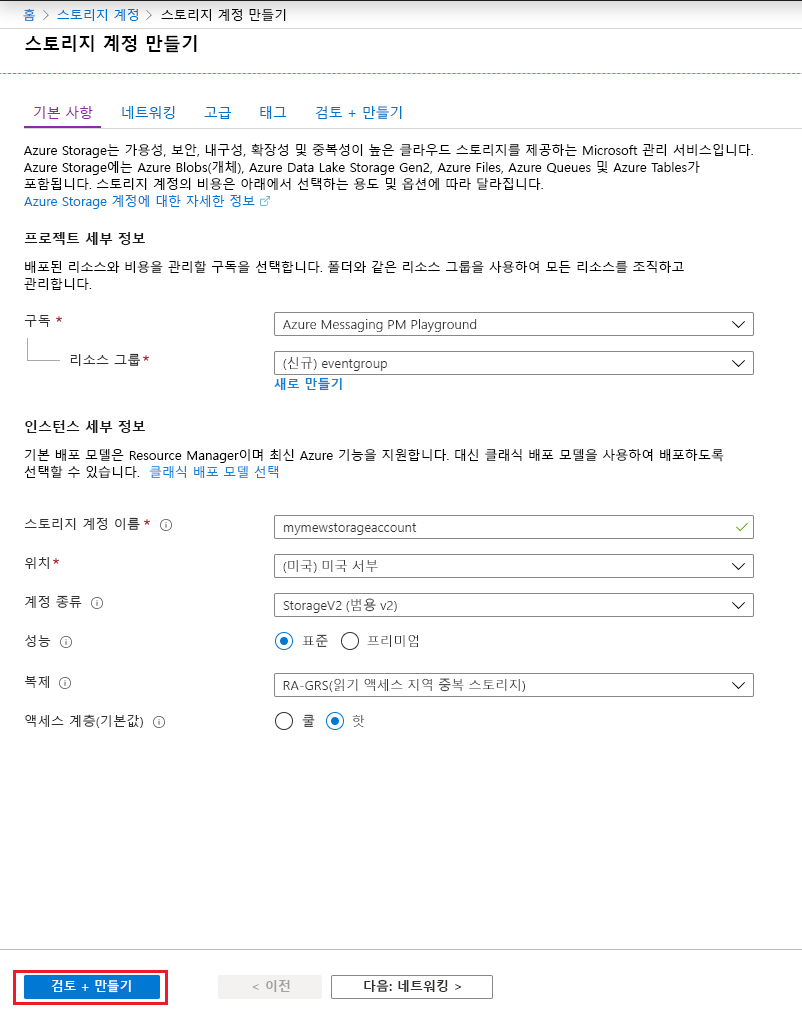 홈 > 스토리지 계정 > 스토리지 계정 만들기
스토리지 계정 만들기
기본 사항 네트워킹 고급 태그 검토 + 만들기
Azure Storage는 가용성, 보안, 내구성, 확장성 및 중복성이 높은 클라우드 스토리지를 제공하는 Microsoft 관리 서비스입니다.
Azure Storage에는 Azure Blobs(개체), Azure Data Lake Storage Gen2, Azure Files, Azure Queues 및 Azure Tables가
포함됩니다. 스토리지 계정의 비용은 아래에서 선택하는 용도 및 옵션에 따라 달라집니다.
Azure Storage 계정에 대한 자세한 정보
프로젝트 세부 정보
배포된 리소스와 비용을 관리할 구독을 선택합니다. 폴더와 같은 리소스 그룹을 사용하여 모든 리소스를 조직하고
관리합니다.
구독 * Azure Messaging PM Playground
리소스 그룹* (신규) eventgroup
새로 만들기
인스턴스 세부 정보
기본 배포 모델은 Resource Manager이며 최신 Azure 기능을 지원합니다. 대신 클래식 배포 모델을 사용하여 배포하도록
선택할 수 있습니다. 클래식 배포 모델 선택
스토리지 계정 이름 * mymewstorageaccount
위치* (미국) 미국 서부
계정 종류 StorageV2 (범용 v2)
성능 표준 프리미엄
복제 RA-GRS(읽기 액세스 지역 중복 스토리지)
액세스 계층(기본값) 쿨 핫
검토 + 만들기 < 이전 다음: 네트워킹 >